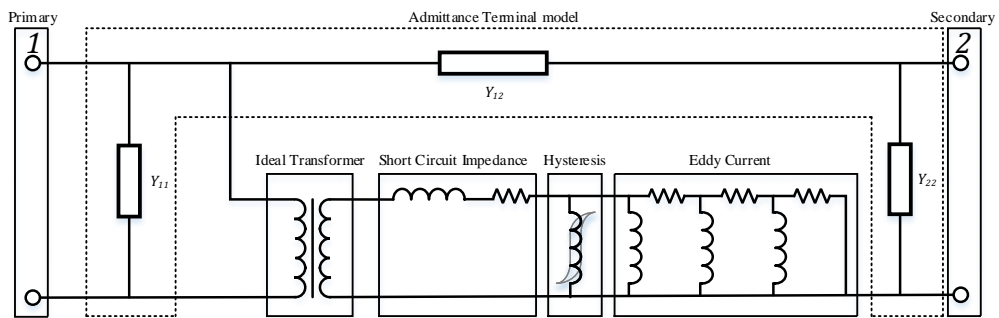 Primary
Admittance Terminal model
Secondary
1
2
Y12
Ideal Transformer
Short Circuit Impedance
Hysteresis
Eddy Current
Y11
Y22